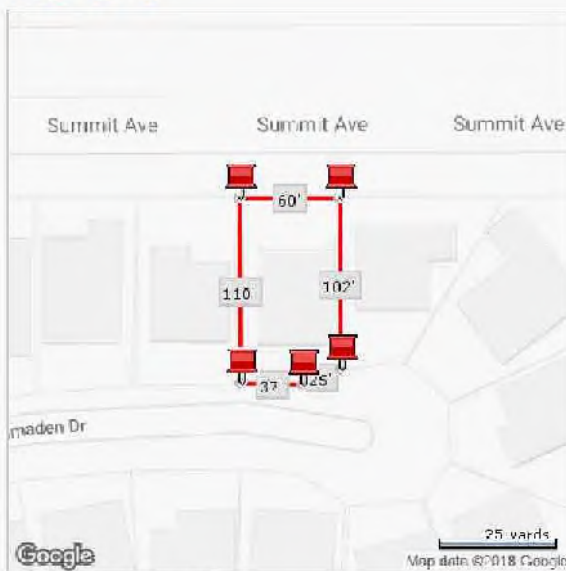 Summit Ave Summit Ave Summit Ave
60'
110
102'
37
25'
maden Dr
25 yards
Google
Map data ©2018 Google